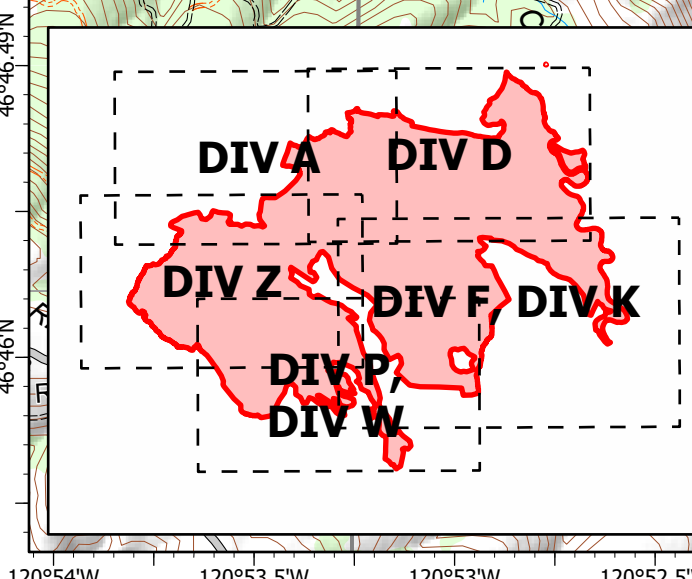 C
46°46.49'N
DIV A
DIV D
DIV Z
DIV F, DIV K
46°46'N
DIV P,
DIV W
R
120°54'W
120°53.5'W
120°53'W
120°52.5'W